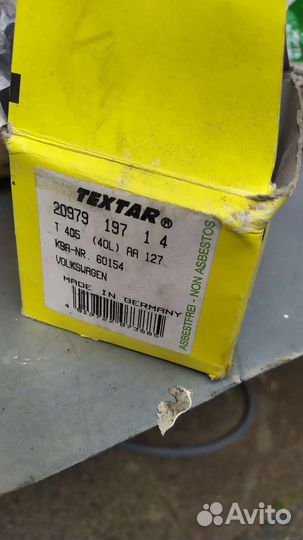 TEXTAR®
20979 197 1 4
T 405 (40L) AA 127
KBA-NR. 60154
VOLKSWAGEN
MADE IN GERMANY
ASBESTFREI - NON ASBESTOS
Avito